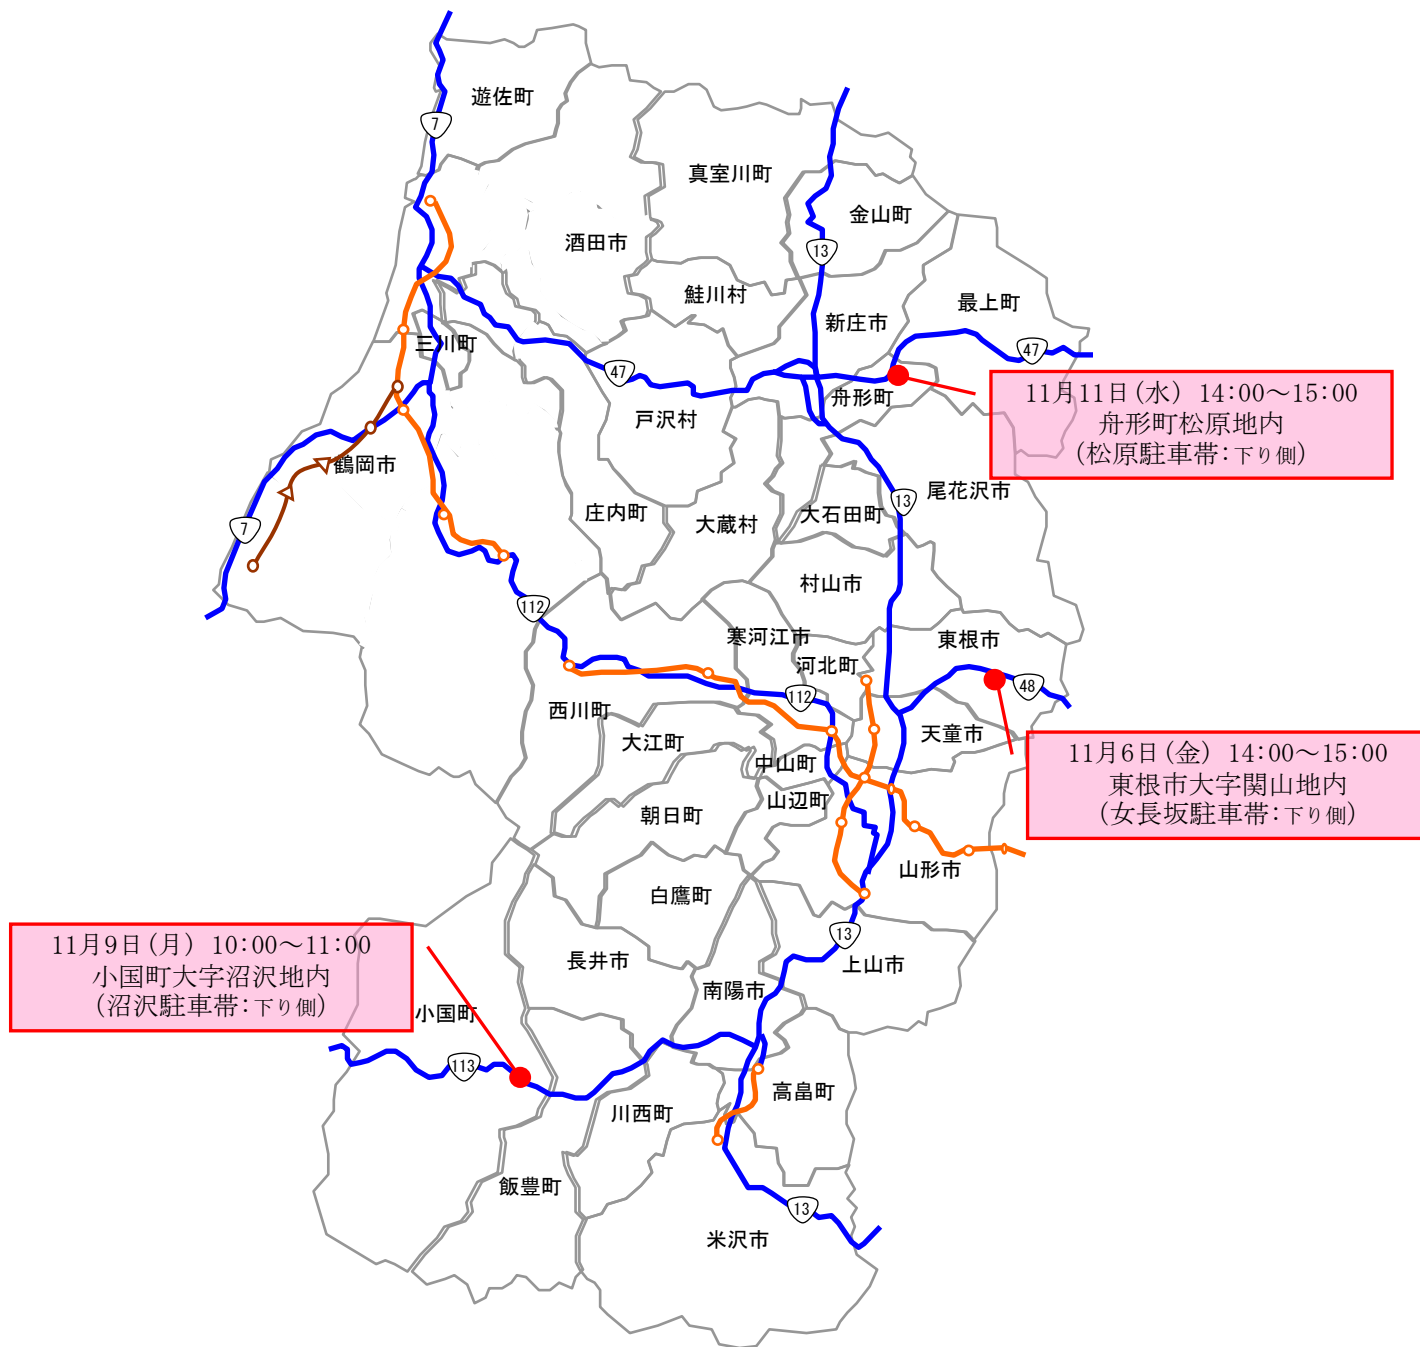 遊佐町
7
真室川町
金山町
酒田市
13
鮭川村
最上町
新庄市
三川町
47
47
舟形町
11月11日(水) 14:00～15:00
舟形町松原地内
(松原駐車帯:下り側)
戸沢村
鶴岡市
尾花沢市
13
庄内町
大蔵村
大石田町
7
村山市
112
寒河江市
東根市
河北町
48
112
西川町
天童市
大江町
中山町
11月6日(金) 14:00～15:00
東根市大字関山地内
(女長坂駐車帯:下り側)
山辺町
朝日町
山形市
白鷹町
13
11月9日(月) 10:00～11:00
小国町大字沼沢地内
(沼沢駐車帯:下り側)
長井市
上山市
南陽市
小国町
113
高畠町
川西町
飯豊町
13
米沢市